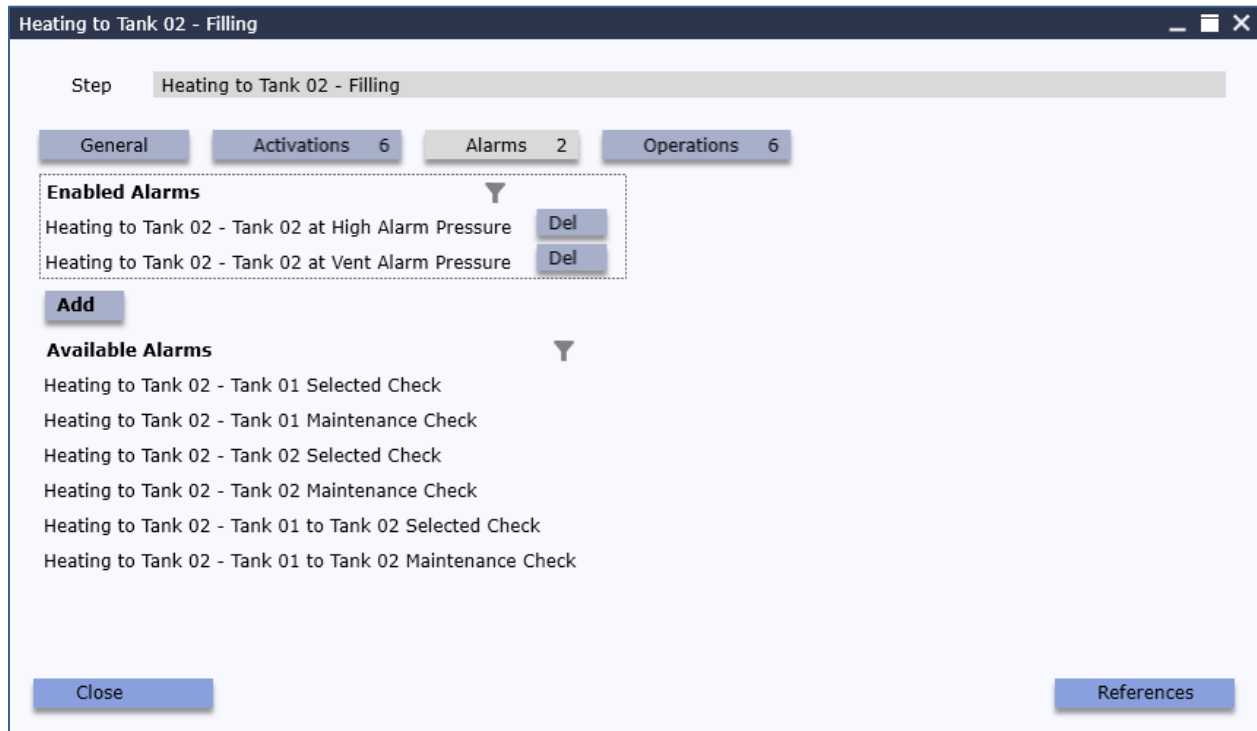 Heating to Tank 02 - Filling
Step Heating to Tank 02 - Filling
General Activations 6 Alarms 2 Operations 6
Enabled Alarms
Heating to Tank 02 - Tank 02 at High Alarm Pressure Del
Heating to Tank 02 - Tank 02 at Vent Alarm Pressure Del
Add
Available Alarms
Heating to Tank 02 - Tank 01 Selected Check
Heating to Tank 02 - Tank 01 Maintenance Check
Heating to Tank 02 - Tank 02 Selected Check
Heating to Tank 02 - Tank 02 Maintenance Check
Heating to Tank 02 - Tank 01 to Tank 02 Selected Check
Heating to Tank 02 - Tank 01 to Tank 02 Maintenance Check
Close References